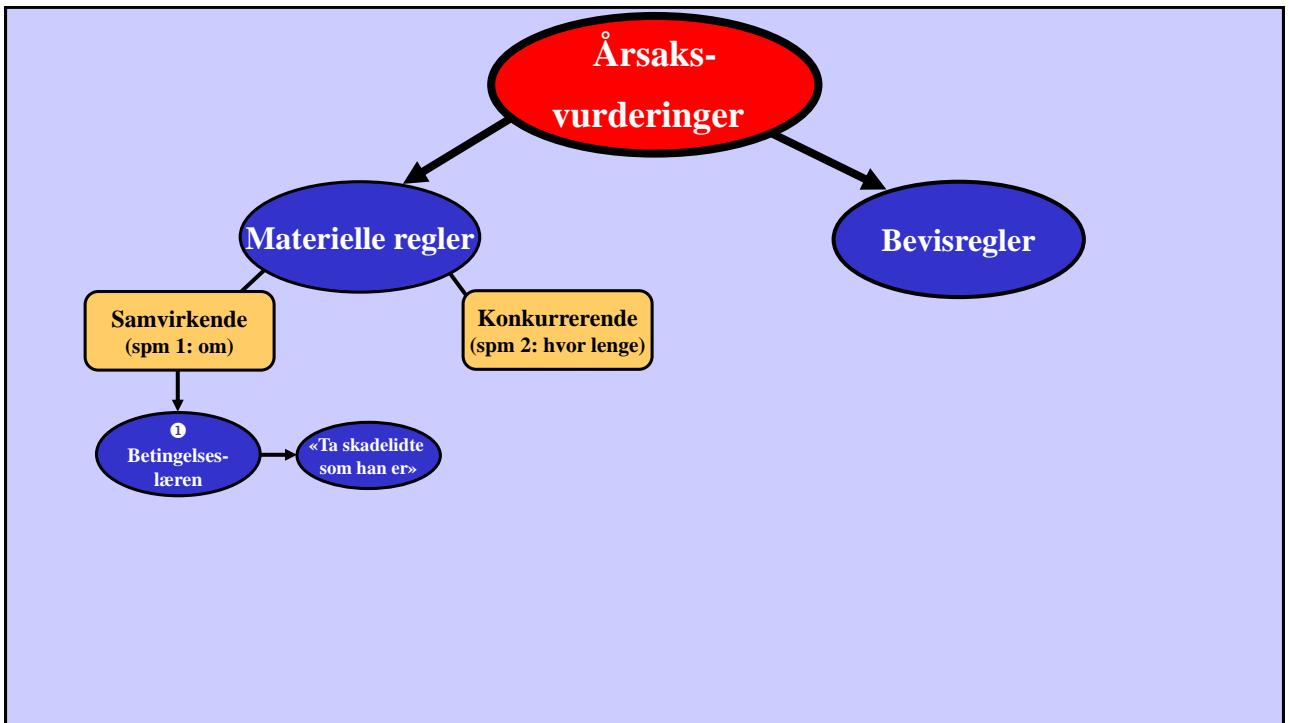 Årsaks-
vurderinger
Materielle regler
Bevisregler
Samvirkende
(spm 1: om)
Konkurrerende
(spm 2: hvor lenge)
❶
Betingelses-
læren
«Ta skadelidte
som han er»